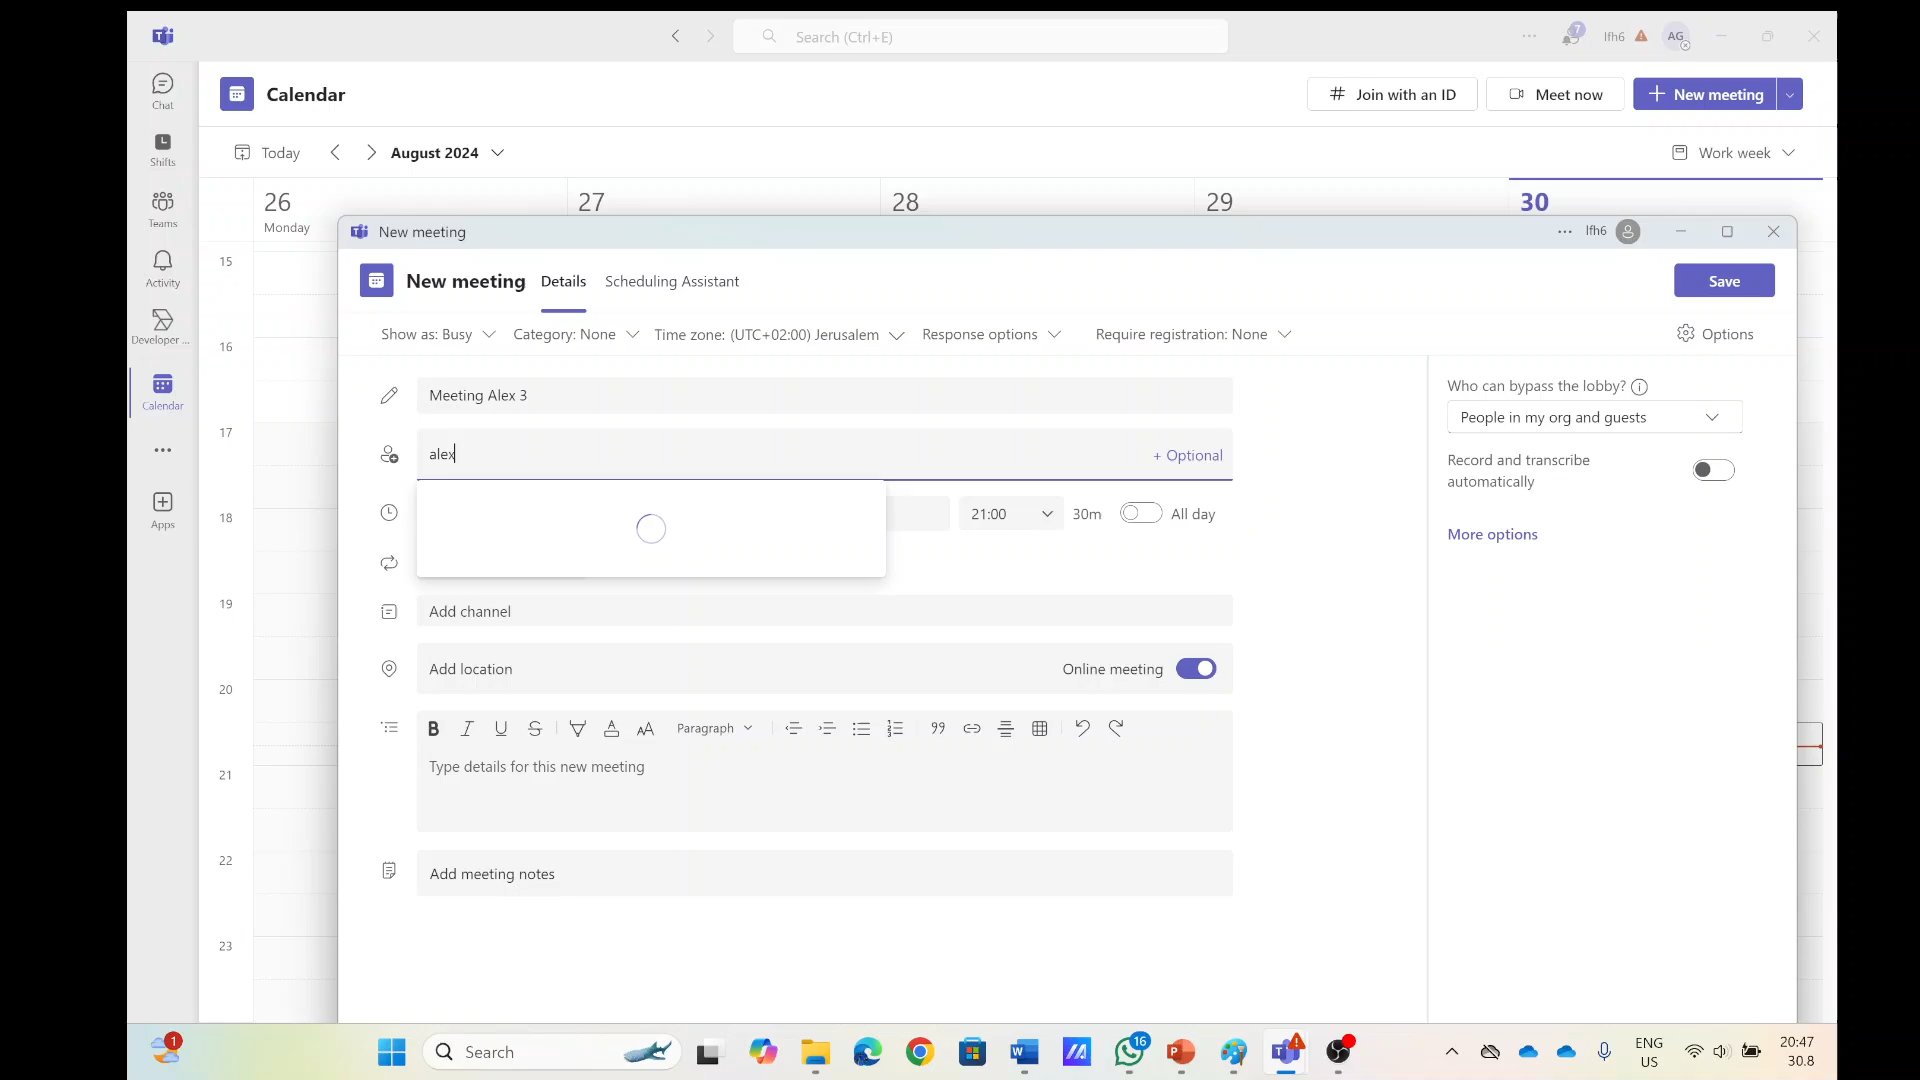 Search (Ctrl+E)
7
lfh6
AG
Chat
Shifts
Teams
Activity
Developer ...
Calendar
Apps
Calendar
Join with an ID
Meet now
New meeting
Today
August 2024
Work week
26
Monday
27
28
29
30
15
16
17
18
19
20
21
22
23
New meeting
lfh6
New meeting
Details
Scheduling Assistant
Save
Show as: Busy
Category: None
Time zone: (UTC+02:00) Jerusalem
Response options
Require registration: None
Options
Meeting Alex 3
alex
+ Optional
21:00
30m
All day
Add channel
Add location
Online meeting
Paragraph
Type details for this new meeting
Add meeting notes
Who can bypass the lobby?
People in my org and guests
Record and transcribe
automatically
More options
1
Search
16
ENG
US
20:47
30.8